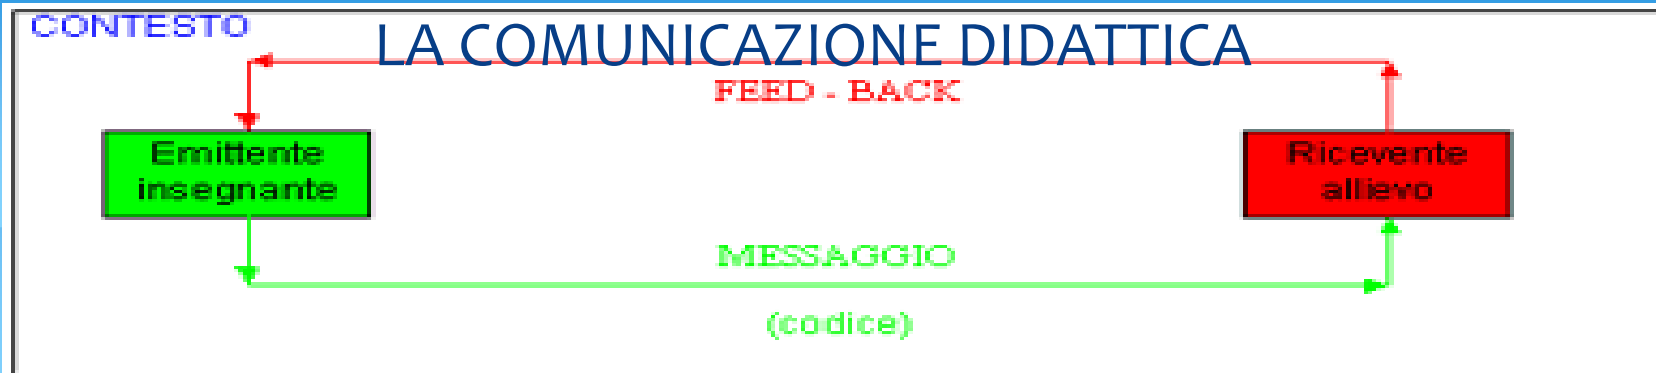 CONTESTO
LA COMUNICAZIONE DIDATTICA
FEED - BACK
Emittente
insegnante
Ricevente
allievo
MESSAGGIO
(codice)